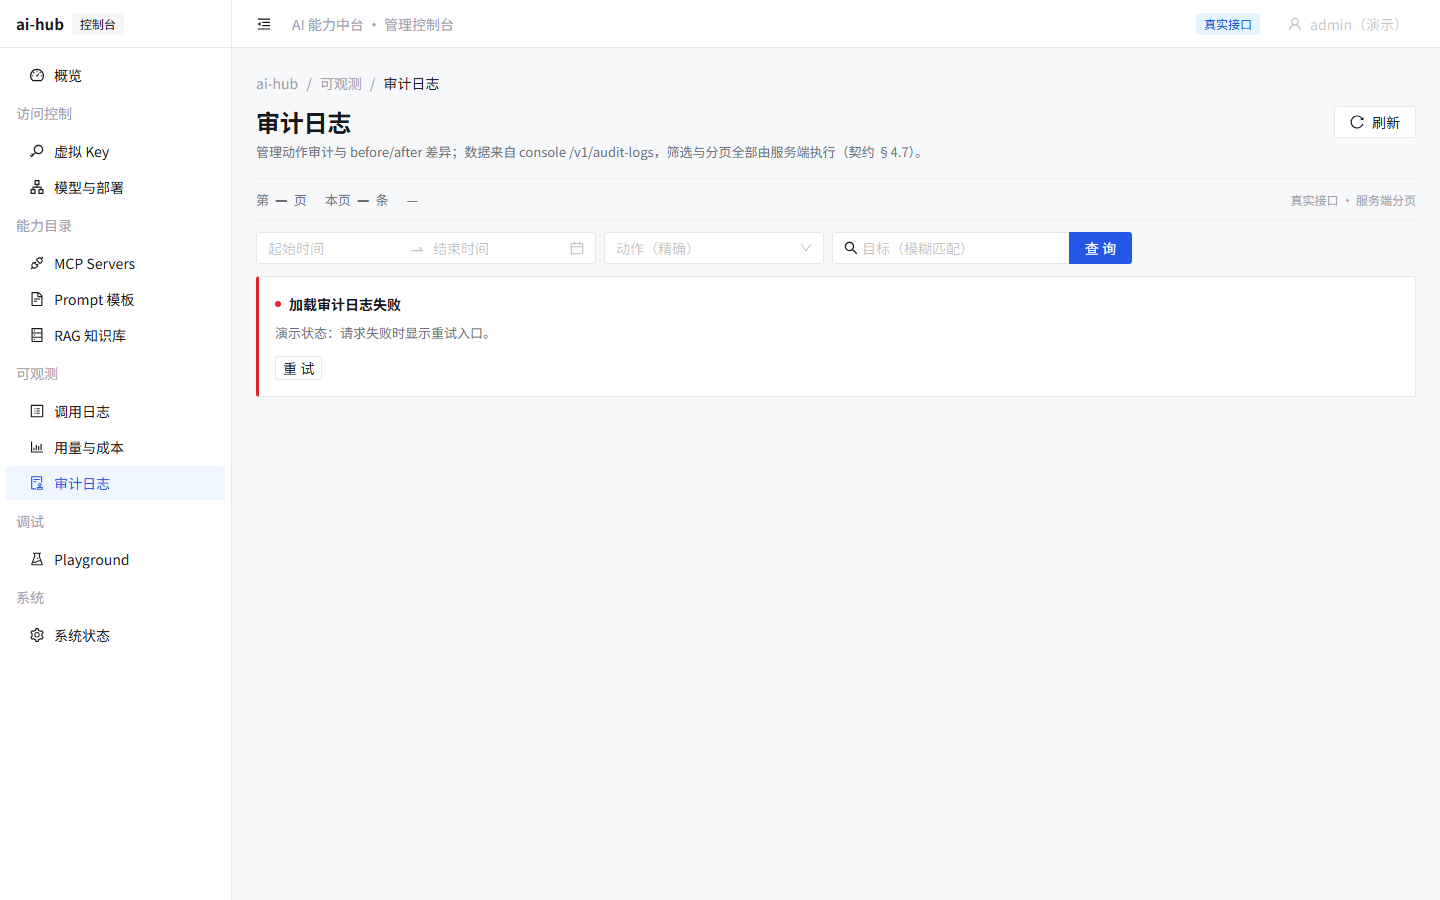 ai-hub 控制台
AI 能力中台 · 管理控制台
真实接口
admin（演示）
概览
访问控制
虚拟 Key
模型与部署
能力目录
MCP Servers
Prompt 模板
RAG 知识库
可观测
调用日志
用量与成本
审计日志
调试
Playground
系统
系统状态
ai-hub / 可观测 / 审计日志
审计日志
刷新
管理动作审计与 before/after 差异；数据来自 console /v1/audit-logs，筛选与分页全部由服务端执行（契约 §4.7）。
第 — 页 本页 — 条 —
真实接口 · 服务端分页
起始时间 结束时间 动作（精确） 目标（模糊匹配） 查 询
加载审计日志失败
演示状态：请求失败时显示重试入口。
重 试